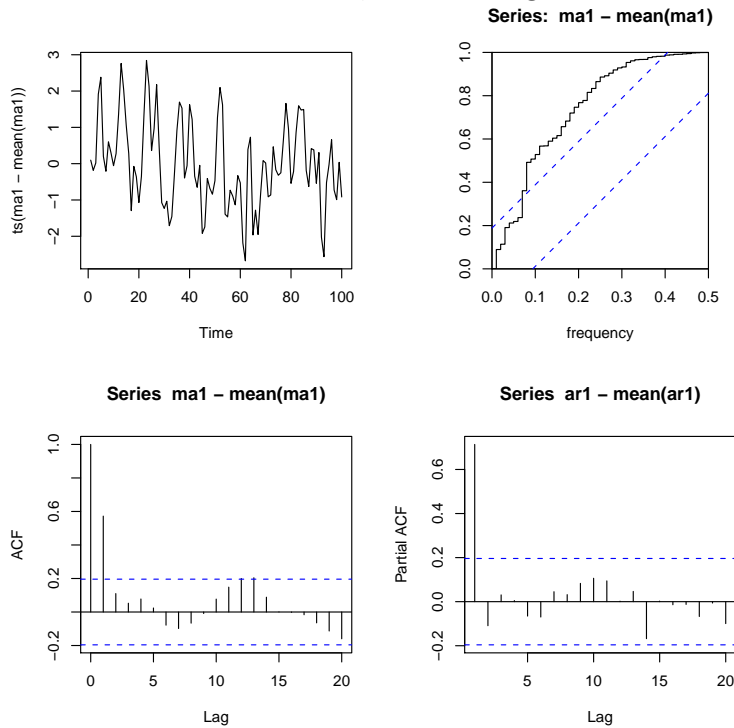 Series: ma1 − mean(ma1)
ts(ma1 − mean(ma1))
3
2
1
0
−1
−2
0 20 40 60 80 100
Time
1.0
0.8
0.6
0.4
0.2
0.0
0.0 0.1 0.2 0.3 0.4 0.5
frequency
Series ma1 − mean(ma1)
ACF
1.0
0.6
0.2
−0.2
0 5 10 15 20
Lag
Series ar1 − mean(ar1)
Partial ACF
0.6
0.4
0.2
0.0
−0.2
5 10 15 20
Lag